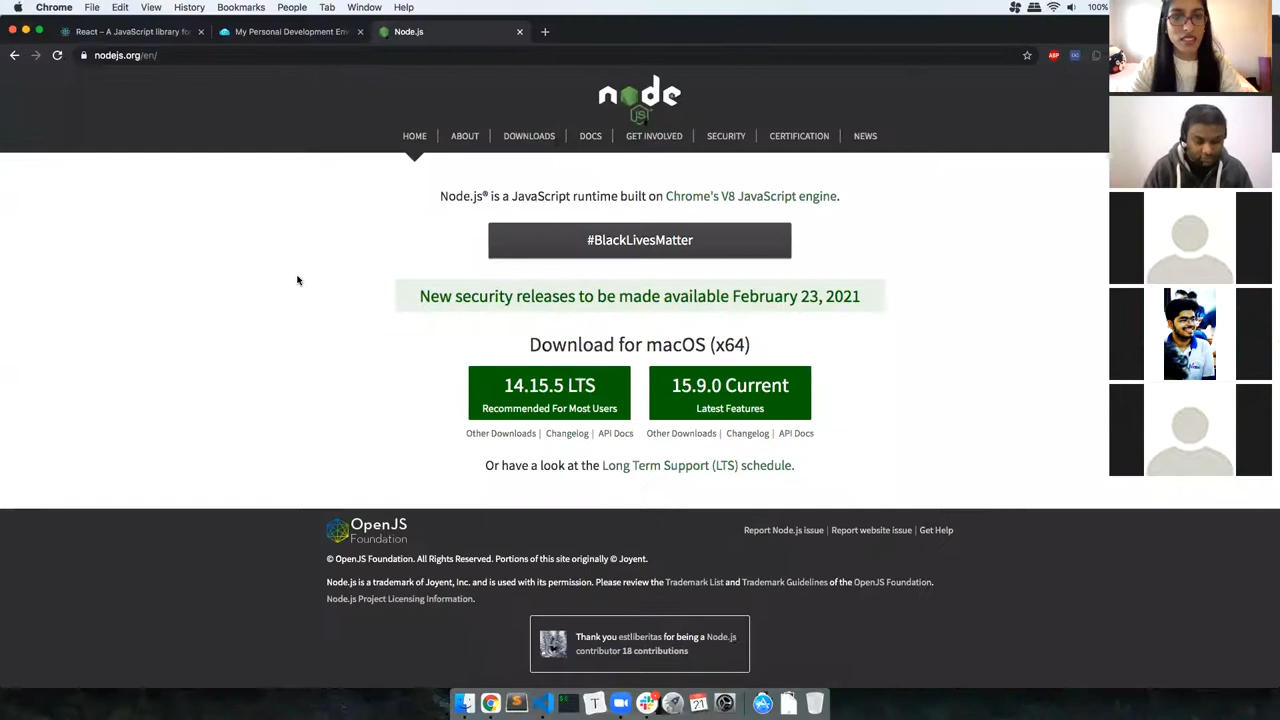 Chrome File Edit View History Bookmarks People Tab Window Help 100%
React – A JavaScript library fo My Personal Development En Node.js
nodejs.org/en/
node
JS
HOME ABOUT DOWNLOADS DOCS GET INVOLVED SECURITY CERTIFICATION NEWS
Node.js® is a JavaScript runtime built on Chrome's V8 JavaScript engine.
#BlackLivesMatter
New security releases to be made available February 23, 2021
Download for macOS (x64)
14.15.5 LTS 15.9.0 Current
Recommended For Most Users Latest Features
Other Downloads | Changelog | API Docs Other Downloads | Changelog | API Docs
Or have a look at the Long Term Support (LTS) schedule.
OpenJS
Foundation
Report Node.js issue | Report website issue | Get Help
© OpenJS Foundation. All Rights Reserved. Portions of this site originally © Joyent.
Node.js is a trademark of Joyent, Inc. and is used with its permission. Please review the Trademark List and Trademark Guidelines of the OpenJS Foundation.
Node.js Project Licensing Information.
Thank you estliberitas for being a Node.js
contributor 18 contributions